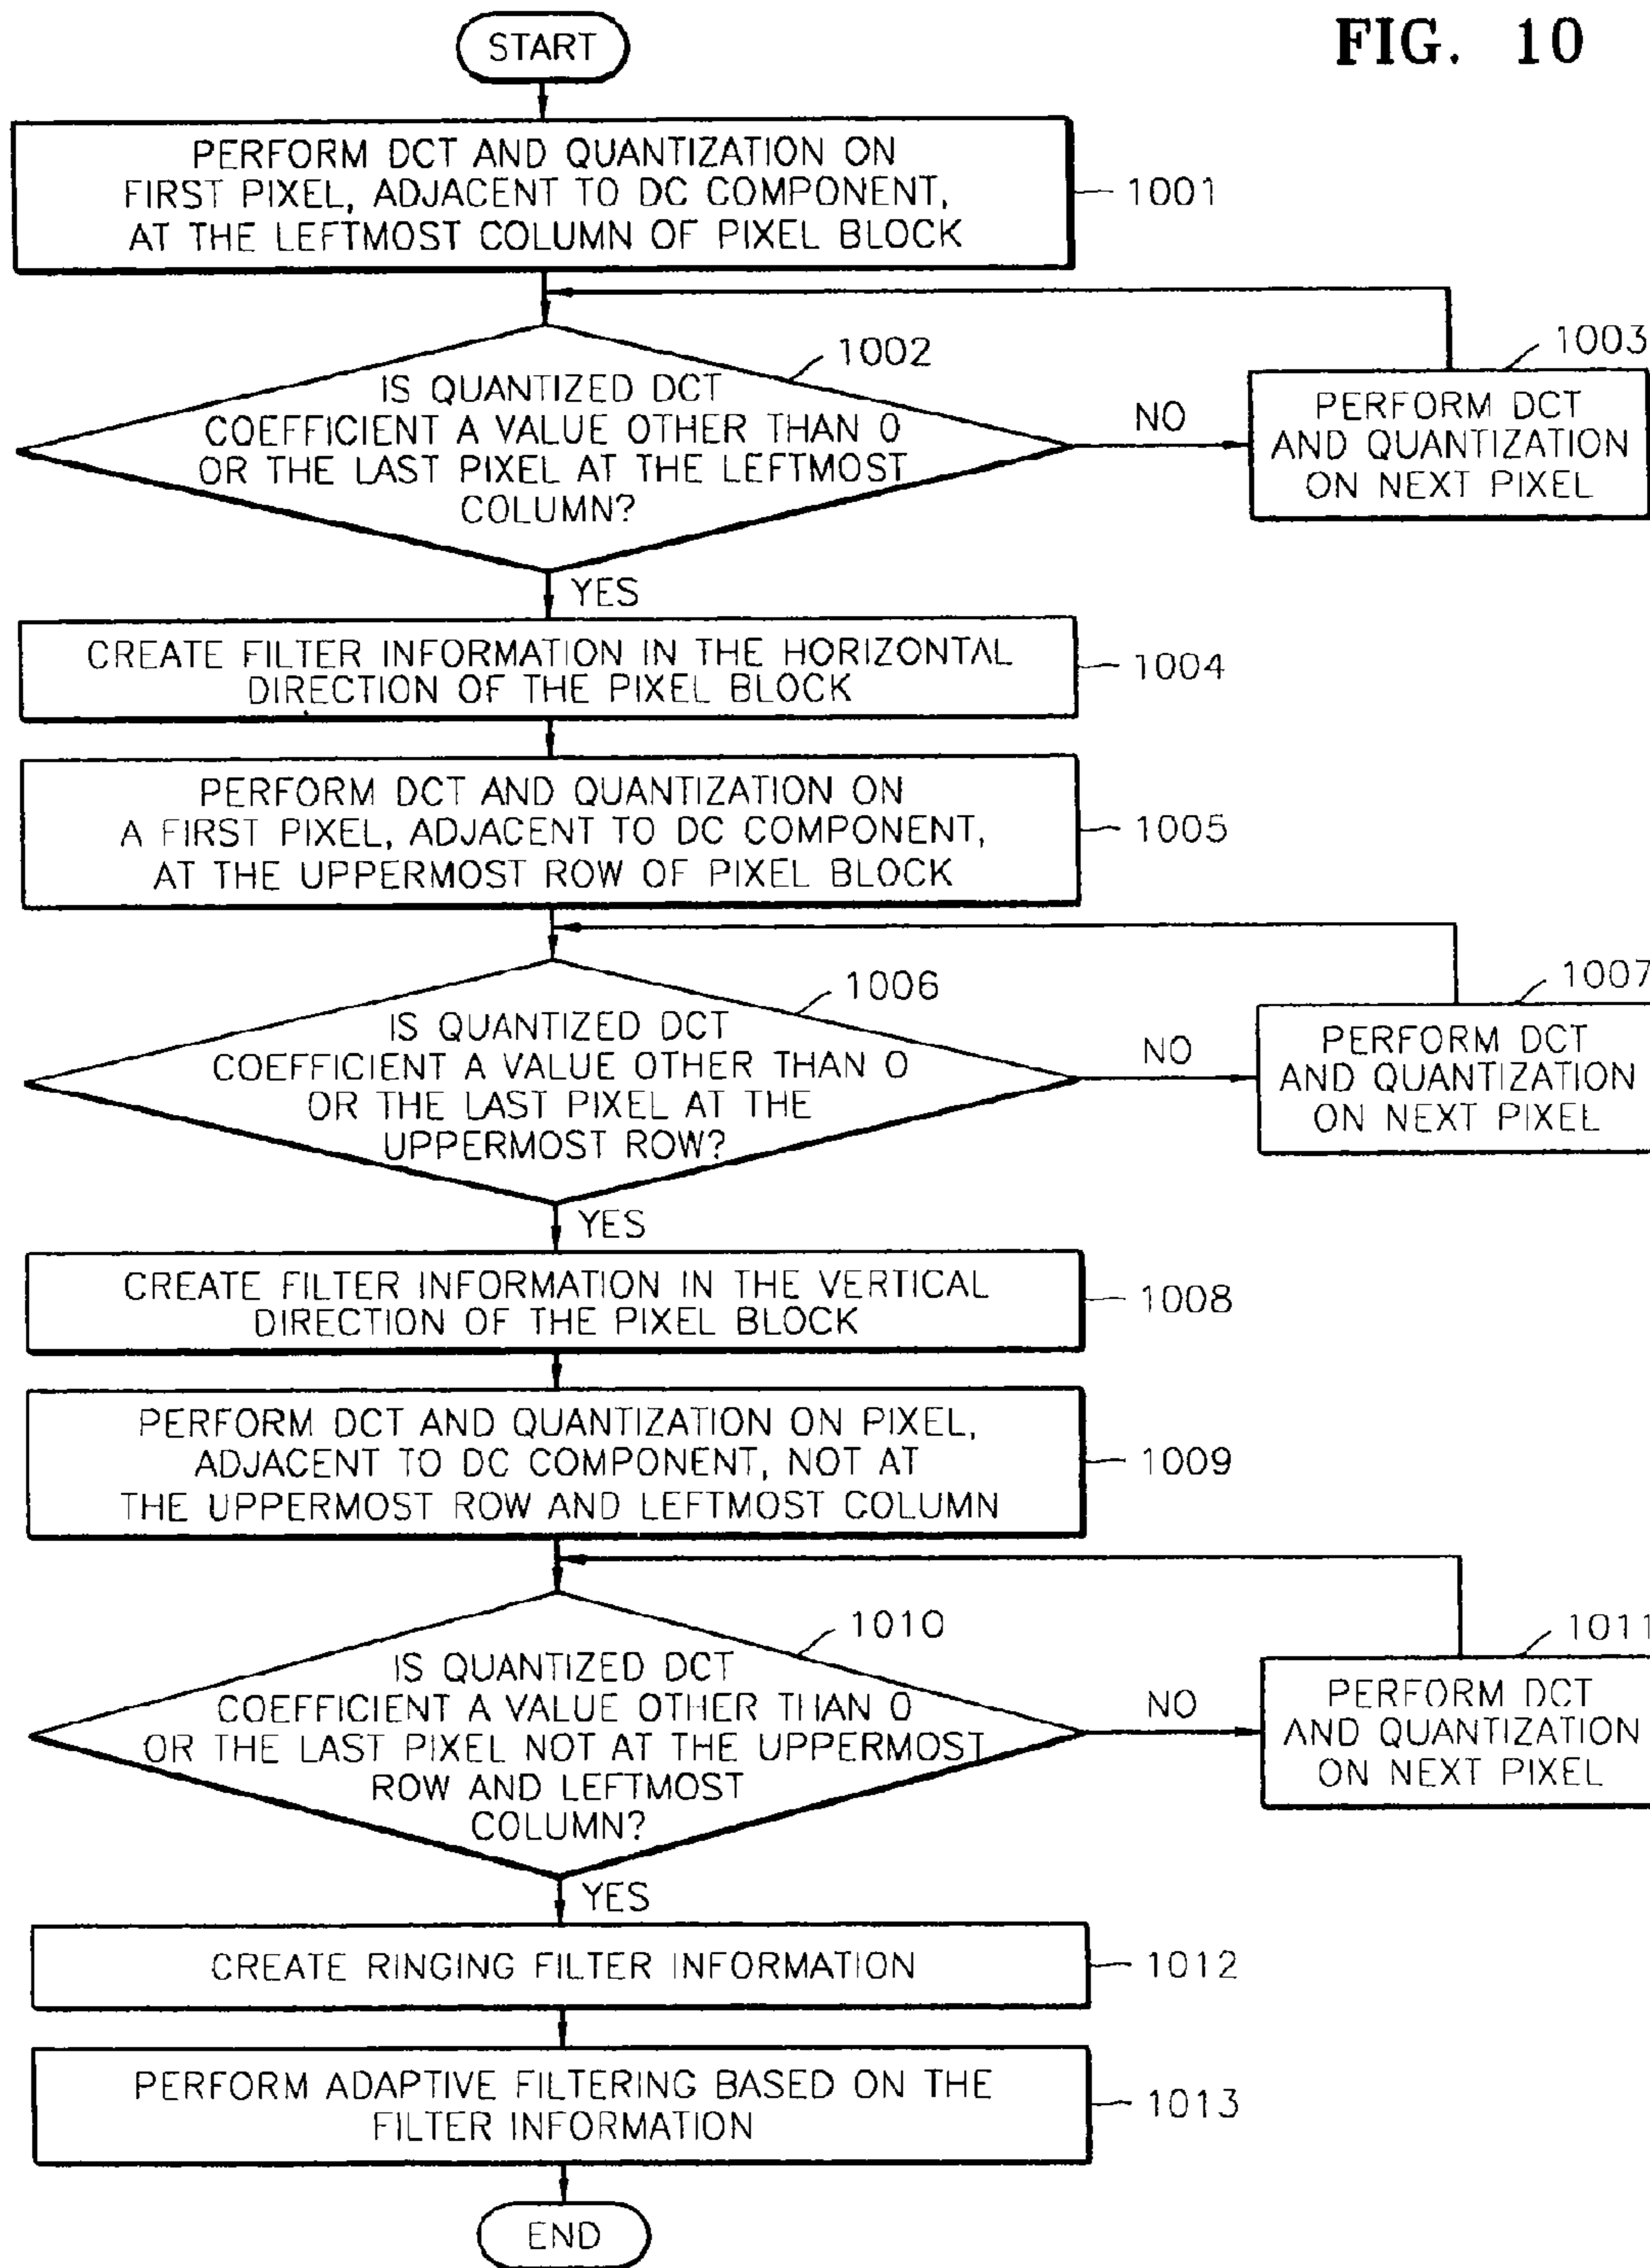 FIG. 10
START
PERFORM DCT AND QUANTIZATION ON
FIRST PIXEL, ADJACENT TO DC COMPONENT,
AT THE LEFTMOST COLUMN OF PIXEL BLOCK
1001
1002
IS QUANTIZED DCT
COEFFICIENT A VALUE OTHER THAN 0
OR THE LAST PIXEL AT THE LEFTMOST
COLUMN?
NO
1003
PERFORM DCT
AND QUANTIZATION
ON NEXT PIXEL
YES
CREATE FILTER INFORMATION IN THE HORIZONTAL
DIRECTION OF THE PIXEL BLOCK
1004
PERFORM DCT AND QUANTIZATION ON
A FIRST PIXEL, ADJACENT TO DC COMPONENT,
AT THE UPPERMOST ROW OF PIXEL BLOCK
1005
1006
IS QUANTIZED DCT
COEFFICIENT A VALUE OTHER THAN 0
OR THE LAST PIXEL AT THE
UPPERMOST ROW?
NO
1007
PERFORM DCT
AND QUANTIZATION
ON NEXT PIXEL
YES
CREATE FILTER INFORMATION IN THE VERTICAL
DIRECTION OF THE PIXEL BLOCK
1008
PERFORM DCT AND QUANTIZATION ON PIXEL,
ADJACENT TO DC COMPONENT, NOT AT
THE UPPERMOST ROW AND LEFTMOST COLUMN
1009
1010
IS QUANTIZED DCT
COEFFICIENT A VALUE OTHER THAN 0
OR THE LAST PIXEL NOT AT THE UPPERMOST
ROW AND LEFTMOST
COLUMN?
NO
1011
PERFORM DCT
AND QUANTIZATION
ON NEXT PIXEL
YES
CREATE RINGING FILTER INFORMATION
1012
PERFORM ADAPTIVE FILTERING BASED ON THE
FILTER INFORMATION
1013
END